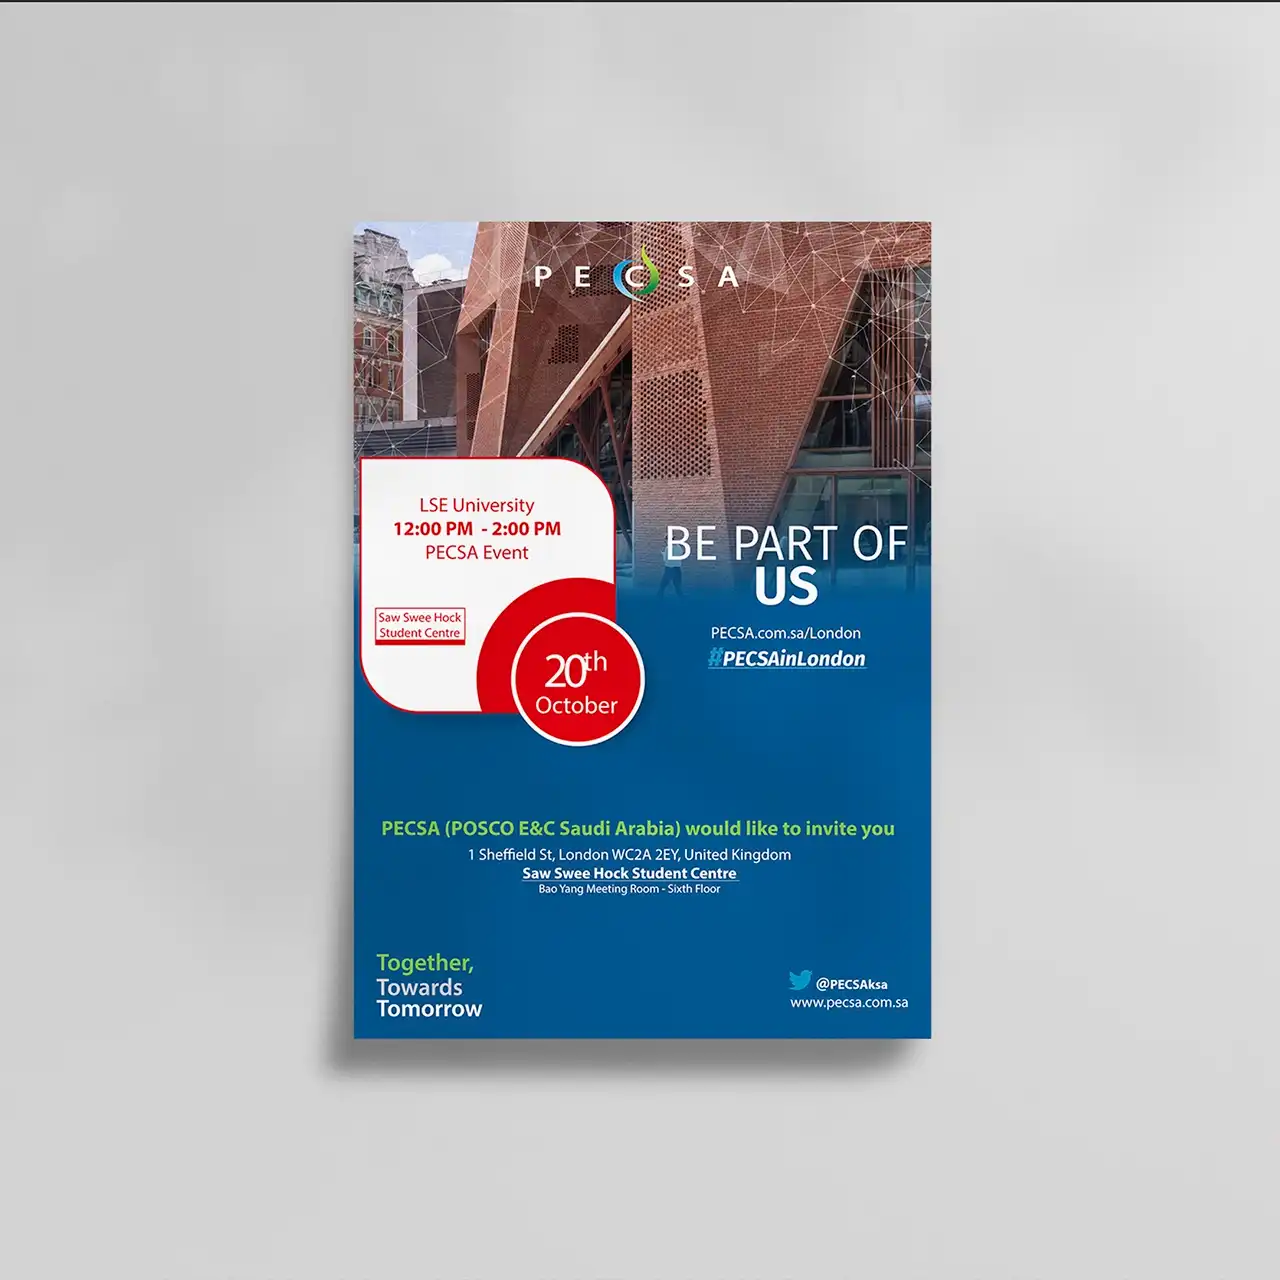 PECSA
LSE University
12:00 PM - 2:00 PM
PECSA Event
Saw Swee Hock
Student Centre
20th
October
BE PART OF
US
PECSA.com.sa/London
#PECSAinLondon
PECSA (POSCO E&C Saudi Arabia) would like to invite you
1 Sheffield St, London WC2A 2EY, United Kingdom
Saw Swee Hock Student Centre
Bao Yang Meeting Room - Sixth Floor
Together,
Towards
Tomorrow
@PECSAksa
www.pecsa.com.sa